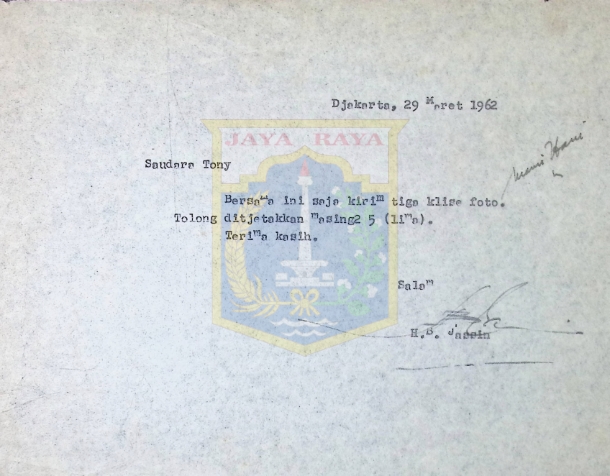 Djakarta, 29 Maret 1962
JAYA RAYA
Saudara Tony
Bersama ini saja kirim tiga klise foto.
Tolong ditjetakkan masing2 5 (lima).
Terima kasih.
Salam
H.B. Jassin